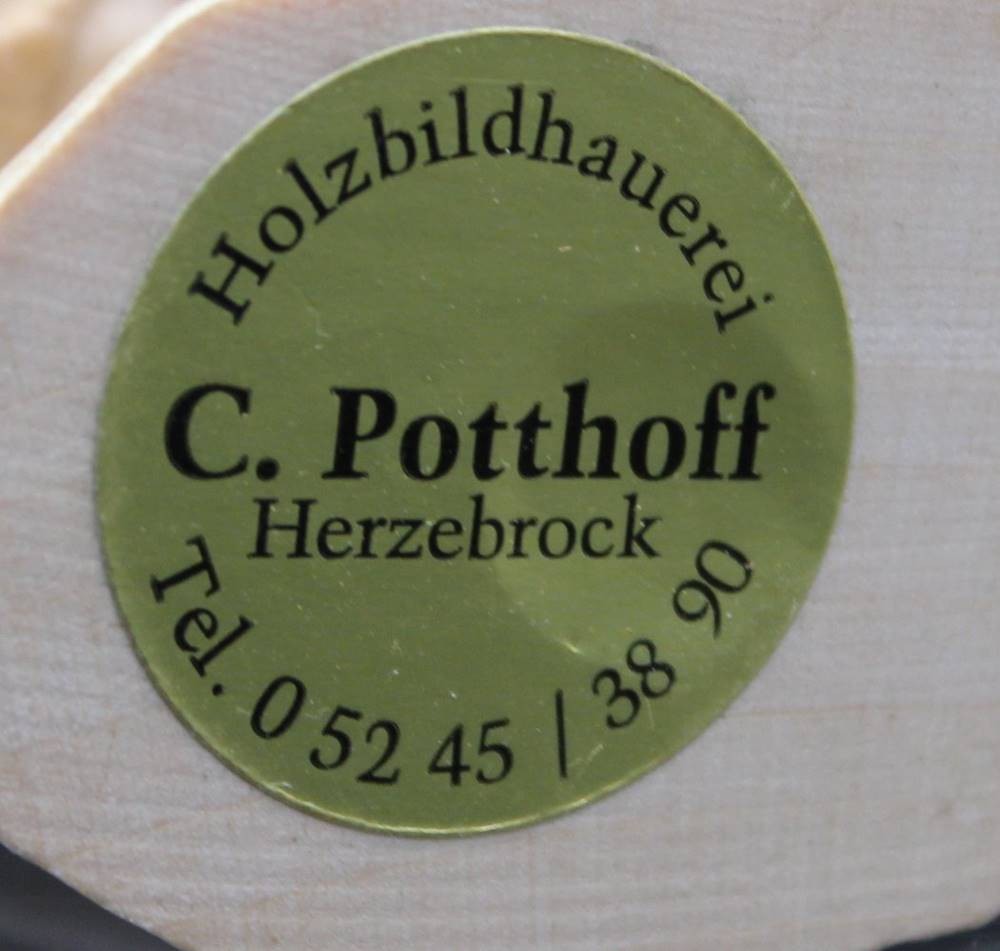 Holzbildhauerei
C. Potthoff
Herzebrock
Tel. 0 52 45 / 38 90